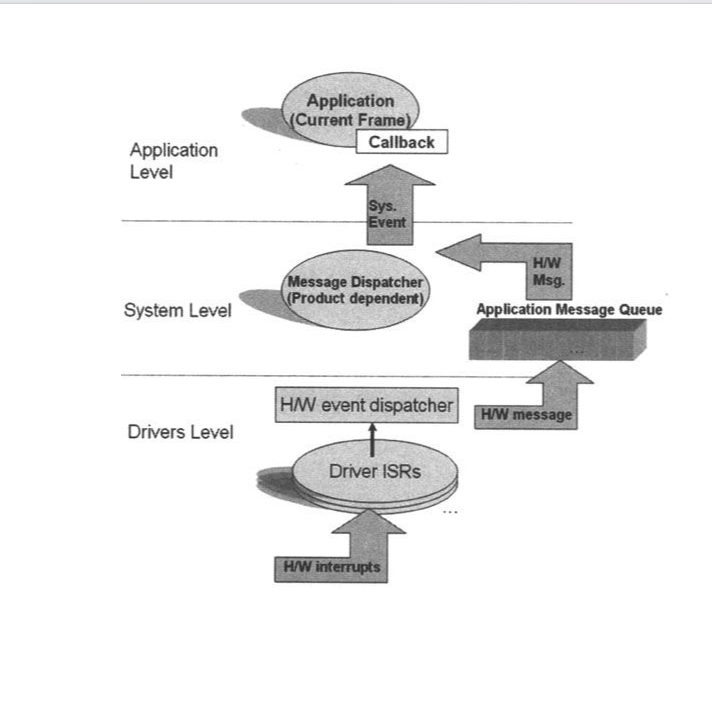 Application
(Current Frame)
Callback
Application
Level
Sys.
Event
H/W
Msg.
Message Dispatcher
(Product dependent)
System Level
Application Message Queue
...
H/W event dispatcher
H/W message
Drivers Level
Driver ISRs
...
H/W interrupts